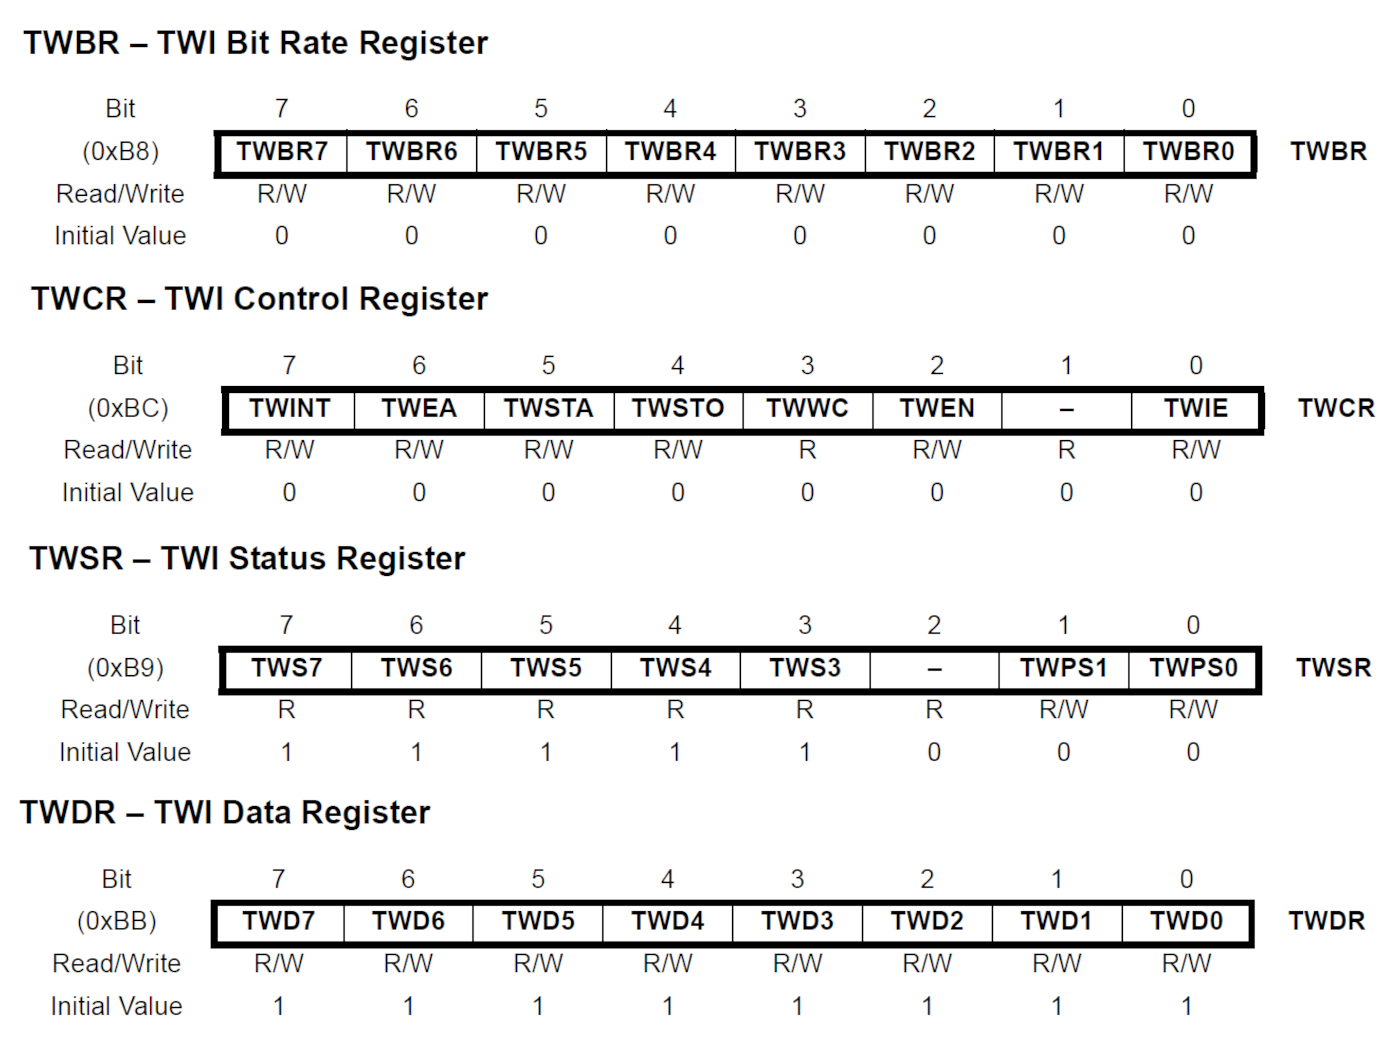 TWBR – TWI Bit Rate Register
Bit 7 6 5 4 3 2 1 0
(0xB8) TWBR7 TWBR6 TWBR5 TWBR4 TWBR3 TWBR2 TWBR1 TWBR0 TWBR
Read/Write R/W R/W R/W R/W R/W R/W R/W R/W
Initial Value 0 0 0 0 0 0 0 0
TWCR – TWI Control Register
Bit 7 6 5 4 3 2 1 0
(0xBC) TWINT TWEA TWSTA TWSTO TWWC TWEN – TWIE TWCR
Read/Write R/W R/W R/W R/W R R/W R R/W
Initial Value 0 0 0 0 0 0 0 0
TWSR – TWI Status Register
Bit 7 6 5 4 3 2 1 0
(0xB9) TWS7 TWS6 TWS5 TWS4 TWS3 – TWPS1 TWPS0 TWSR
Read/Write R R R R R R R/W R/W
Initial Value 1 1 1 1 1 0 0 0
TWDR – TWI Data Register
Bit 7 6 5 4 3 2 1 0
(0xBB) TWD7 TWD6 TWD5 TWD4 TWD3 TWD2 TWD1 TWD0 TWDR
Read/Write R/W R/W R/W R/W R/W R/W R/W R/W
Initial Value 1 1 1 1 1 1 1 1